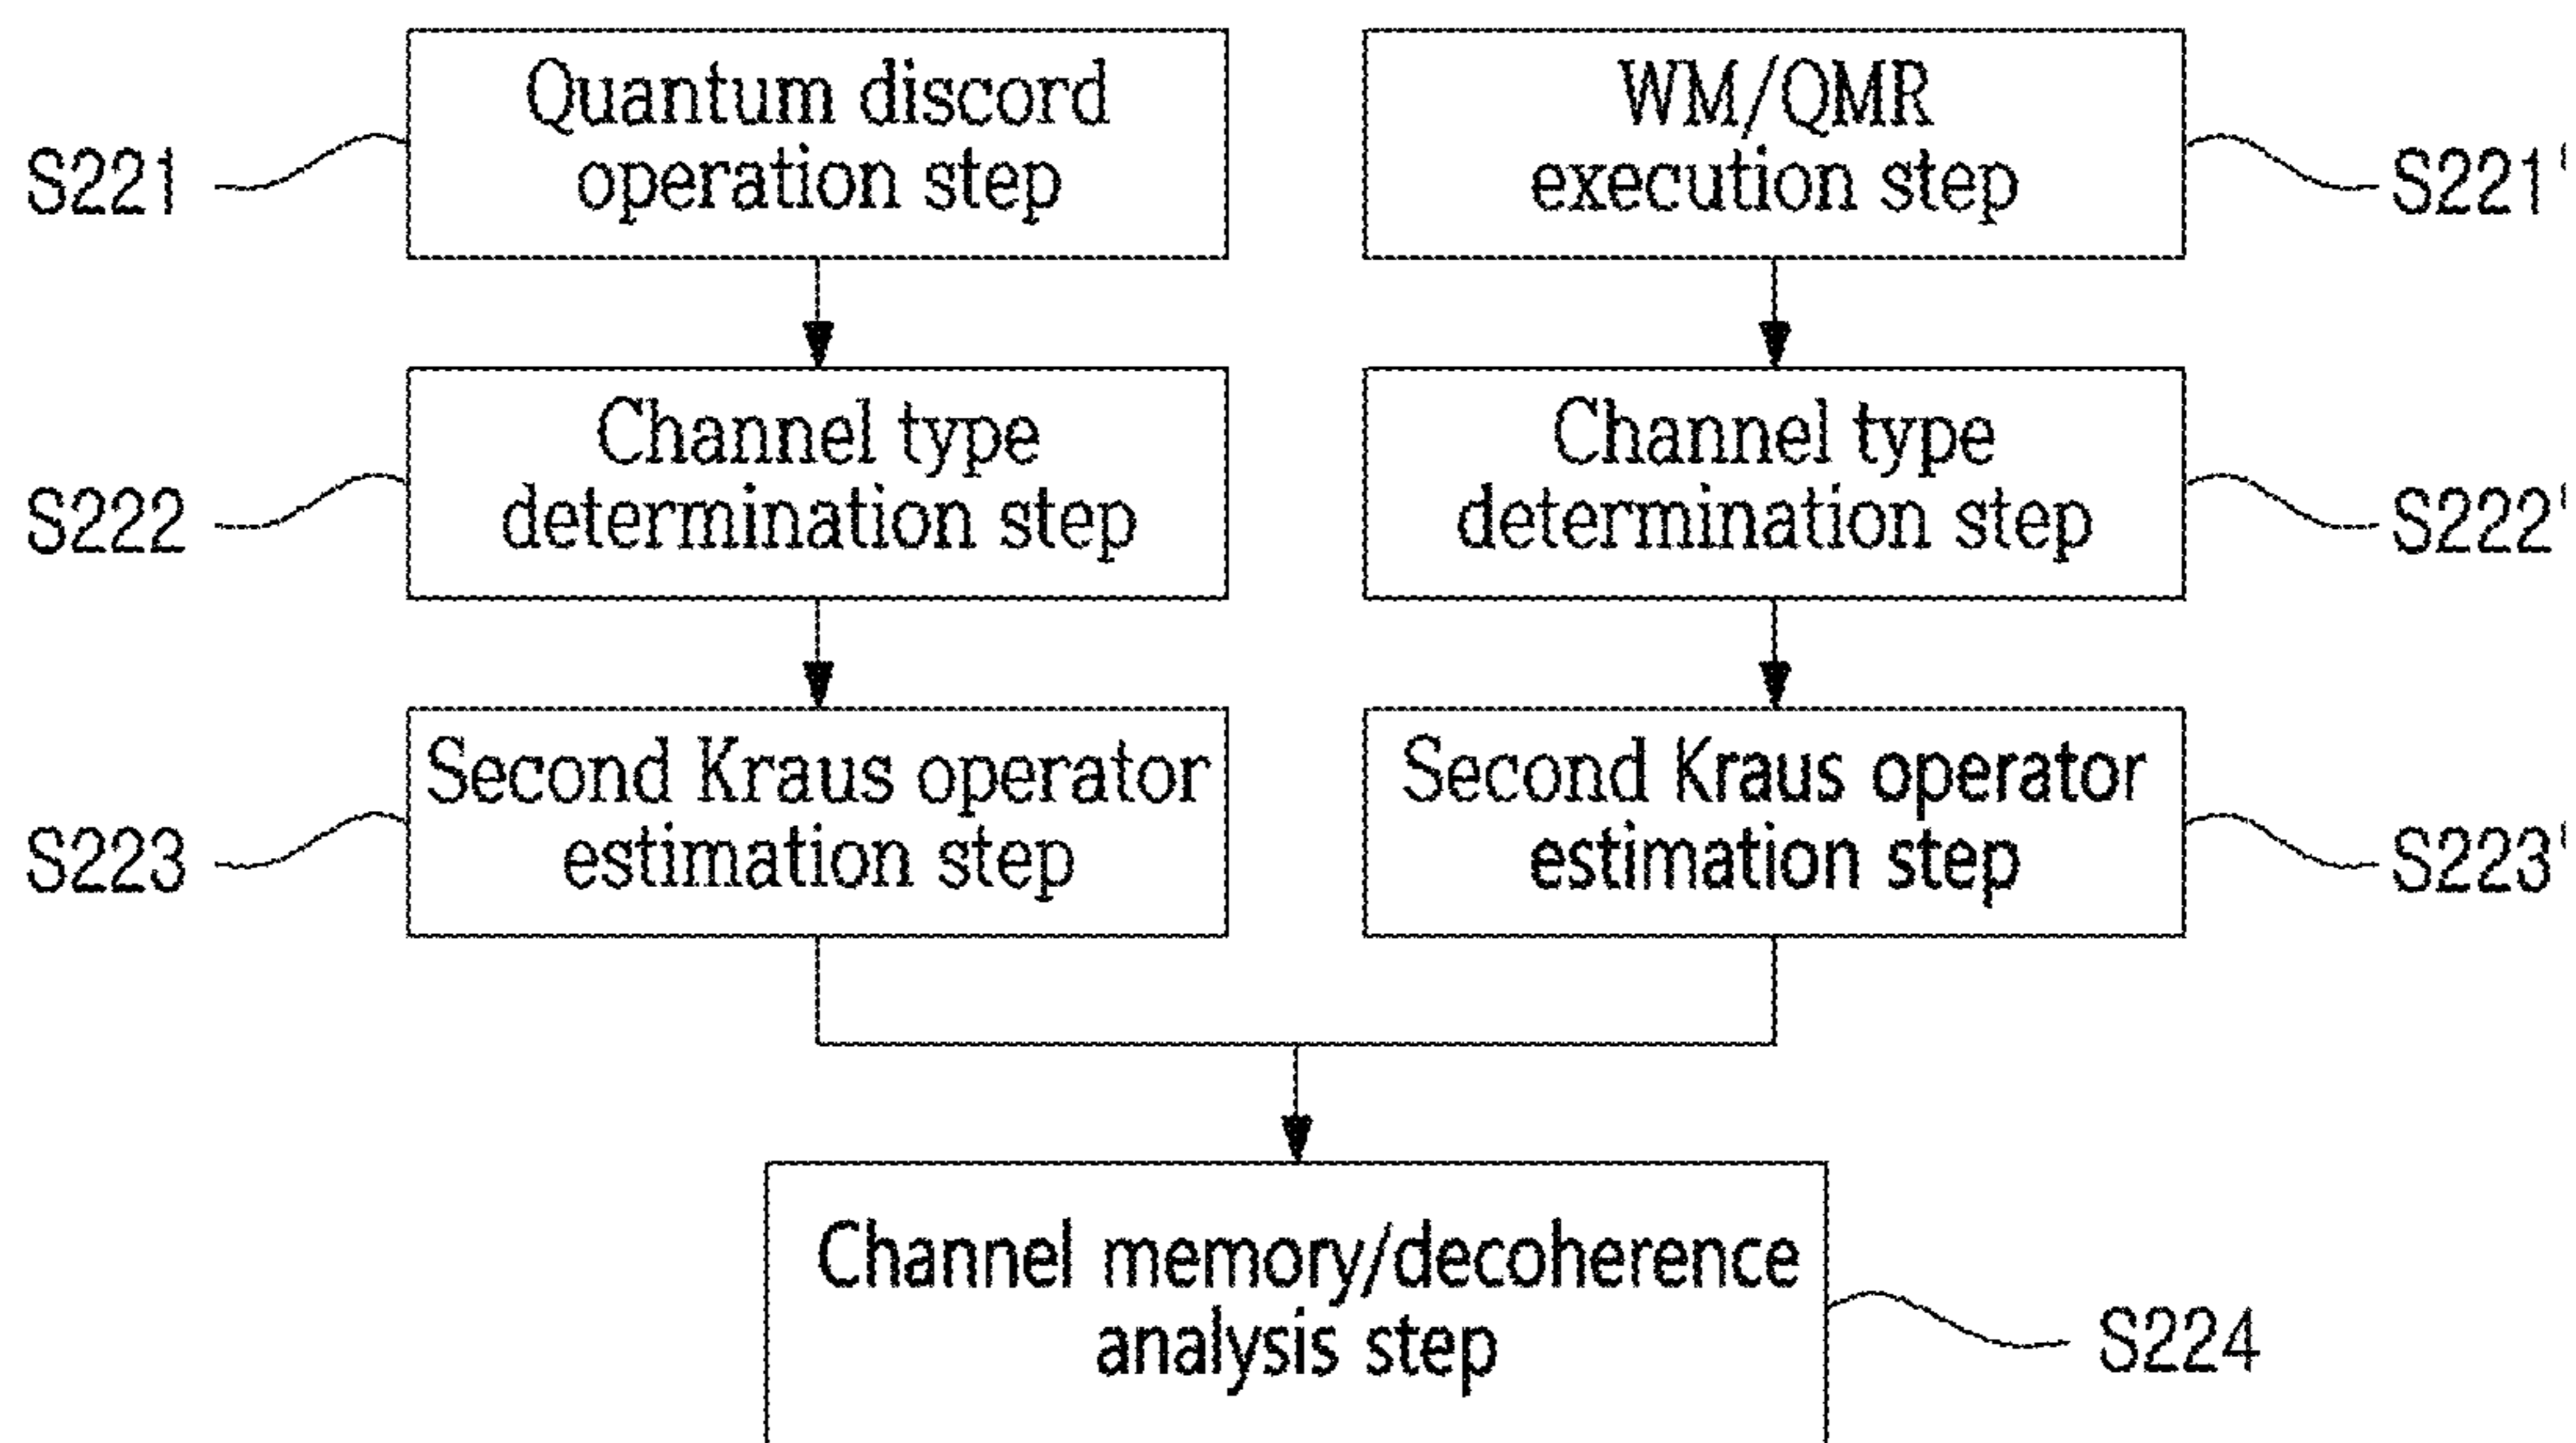 Quantum discord
operation step
S221
WM/QMR
execution step
S221'
Channel type
determination step
S222
Channel type
determination step
S222'
Second Kraus operator
estimation step
S223
Second Kraus operator
estimation step
S223'
Channel memory/decoherence
analysis step
S224